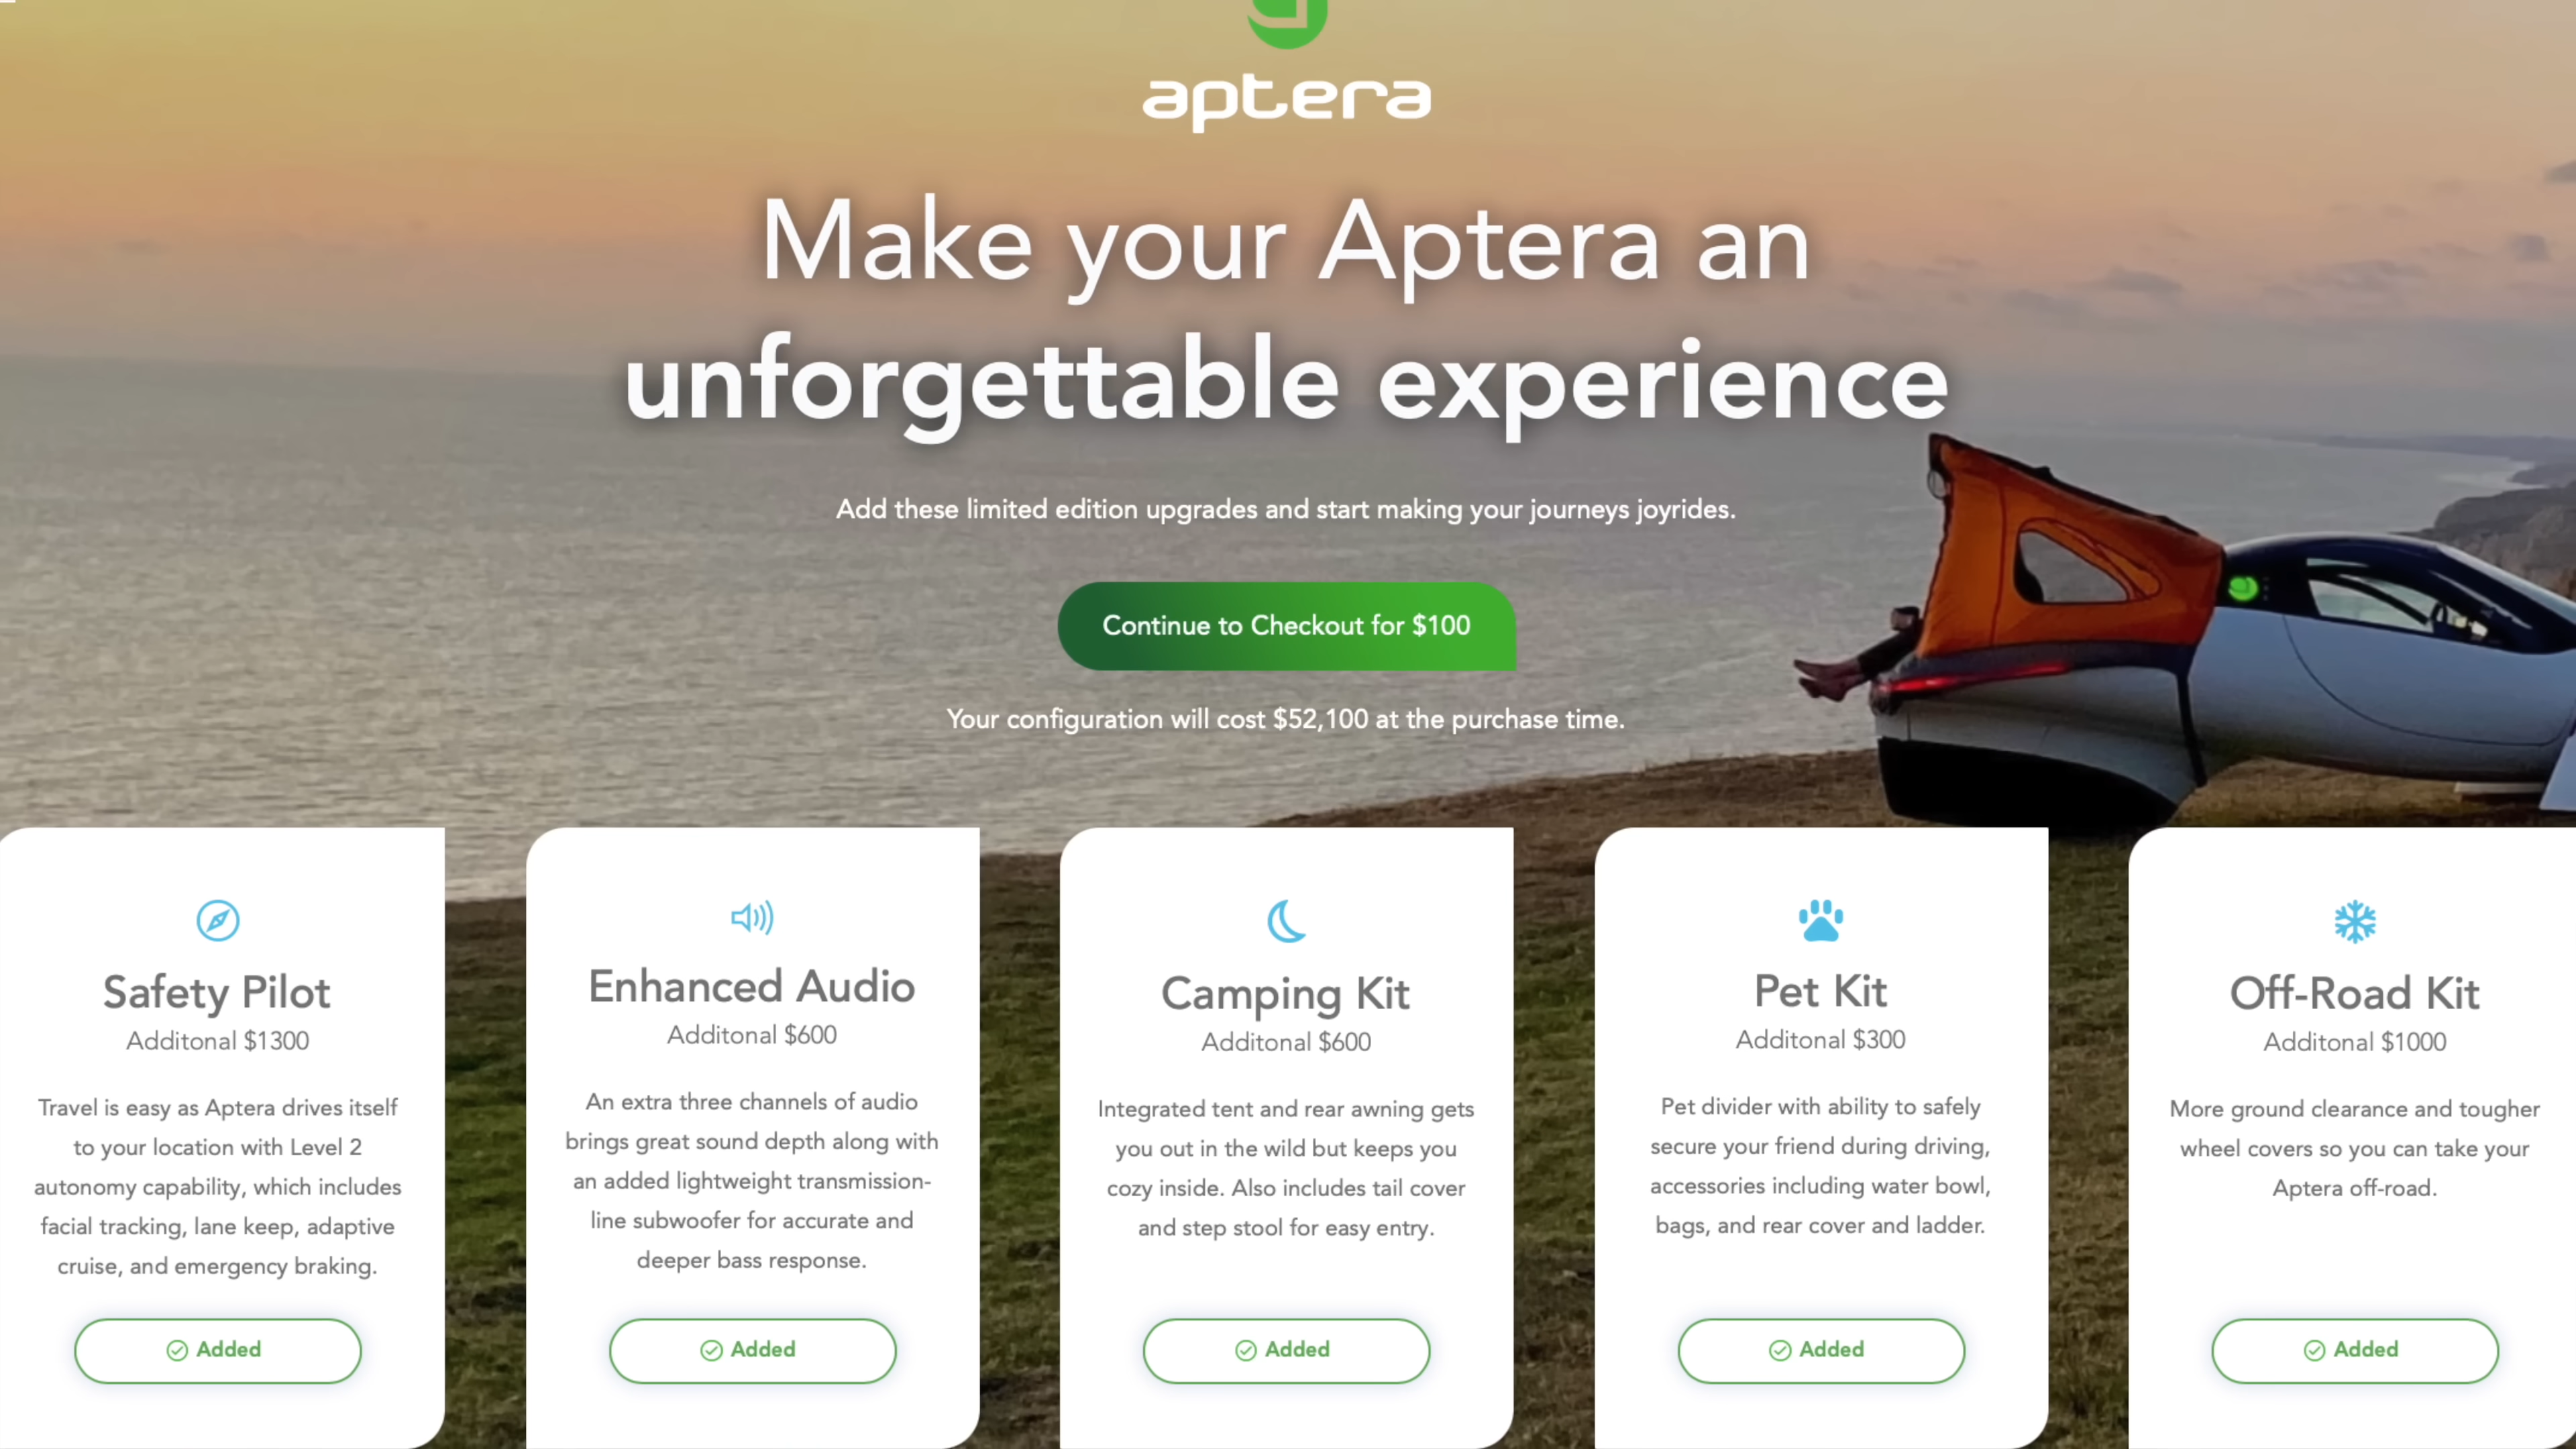 aptera
Make your Aptera an
unforgettable experience
Add these limited edition upgrades and start making your journeys joyrides.
Continue to Checkout for $100
Your configuration will cost $52,100 at the purchase time.
Safety Pilot
Additonal $1300
Travel is easy as Aptera drives itself
to your location with Level 2
autonomy capability, which includes
facial tracking, lane keep, adaptive
cruise, and emergency braking.
Added
Enhanced Audio
Additonal $600
An extra three channels of audio
brings great sound depth along with
an added lightweight transmission-
line subwoofer for accurate and
deeper bass response.
Added
Camping Kit
Additonal $600
Integrated tent and rear awning gets
you out in the wild but keeps you
cozy inside. Also includes tail cover
and step stool for easy entry.
Added
Pet Kit
Additonal $300
Pet divider with ability to safely
secure your friend during driving,
accessories including water bowl,
bags, and rear cover and ladder.
Added
Off-Road Kit
Additonal $1000
More ground clearance and tougher
wheel covers so you can take your
Aptera off-road.
Added